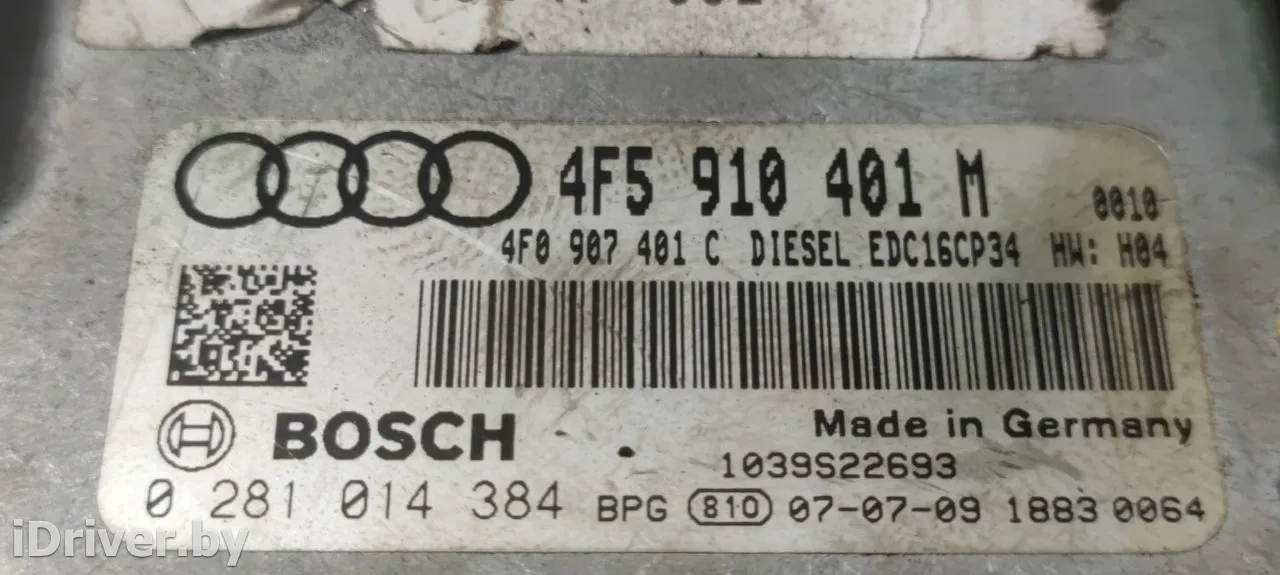 4F5 910 401 M 0010
4F0 907 401 C DIESEL EDC16CP34 HW: H04
BOSCH
Made in Germany
1039S22693
0 281 014 384 BPG 810 07-07-09 1883 0064
iDriver.by